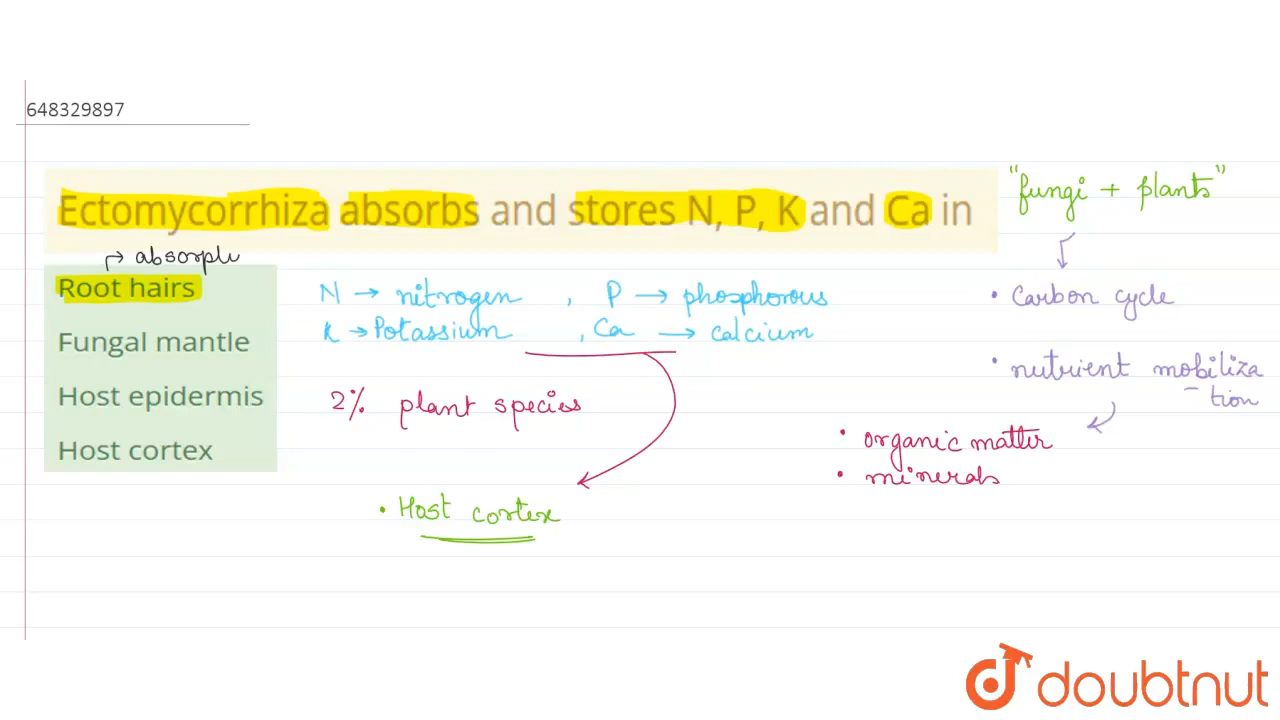 648329897
Ectomycorrhiza absorbs and stores N, P, K and Ca in
"fungi + plants"
absorptu
Root hairs
Fungal mantle
Host epidermis
Host cortex
N → nitrogen , P → phosphorous
K → Potassium , Ca → calcium
2% plant species
• Host cortex
• Carbon cycle
• nutrient mobiliza
- tion
• organic matter
• minerals
doubtnut